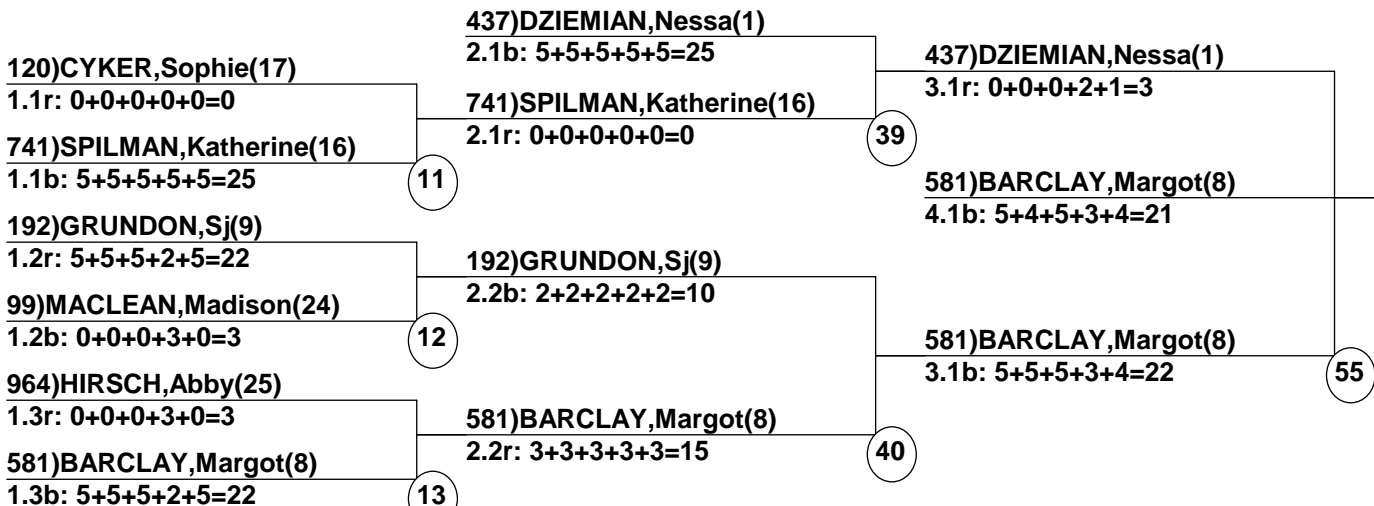 120)CYKER,Sophie(17)
1.1r: 0+0+0+0+0=0
741)SPILMAN,Katherine(16)
1.1b: 5+5+5+5+5=25
11
192)GRUNDON,Sj(9)
1.2r: 5+5+5+2+5=22
99)MACLEAN,Madison(24)
1.2b: 0+0+0+3+0=3
12
964)HIRSCH,Abby(25)
1.3r: 0+0+0+3+0=3
581)BARCLAY,Margot(8)
1.3b: 5+5+5+2+5=22
13
437)DZIEMIAN,Nessa(1)
2.1b: 5+5+5+5+5=25
741)SPILMAN,Katherine(16)
2.1r: 0+0+0+0+0=0
39
192)GRUNDON,Sj(9)
2.2b: 2+2+2+2+2=10
581)BARCLAY,Margot(8)
2.2r: 3+3+3+3+3=15
40
437)DZIEMIAN,Nessa(1)
3.1r: 0+0+0+2+1=3
581)BARCLAY,Margot(8)
4.1b: 5+4+5+3+4=21
581)BARCLAY,Margot(8)
3.1b: 5+5+5+3+4=22
55